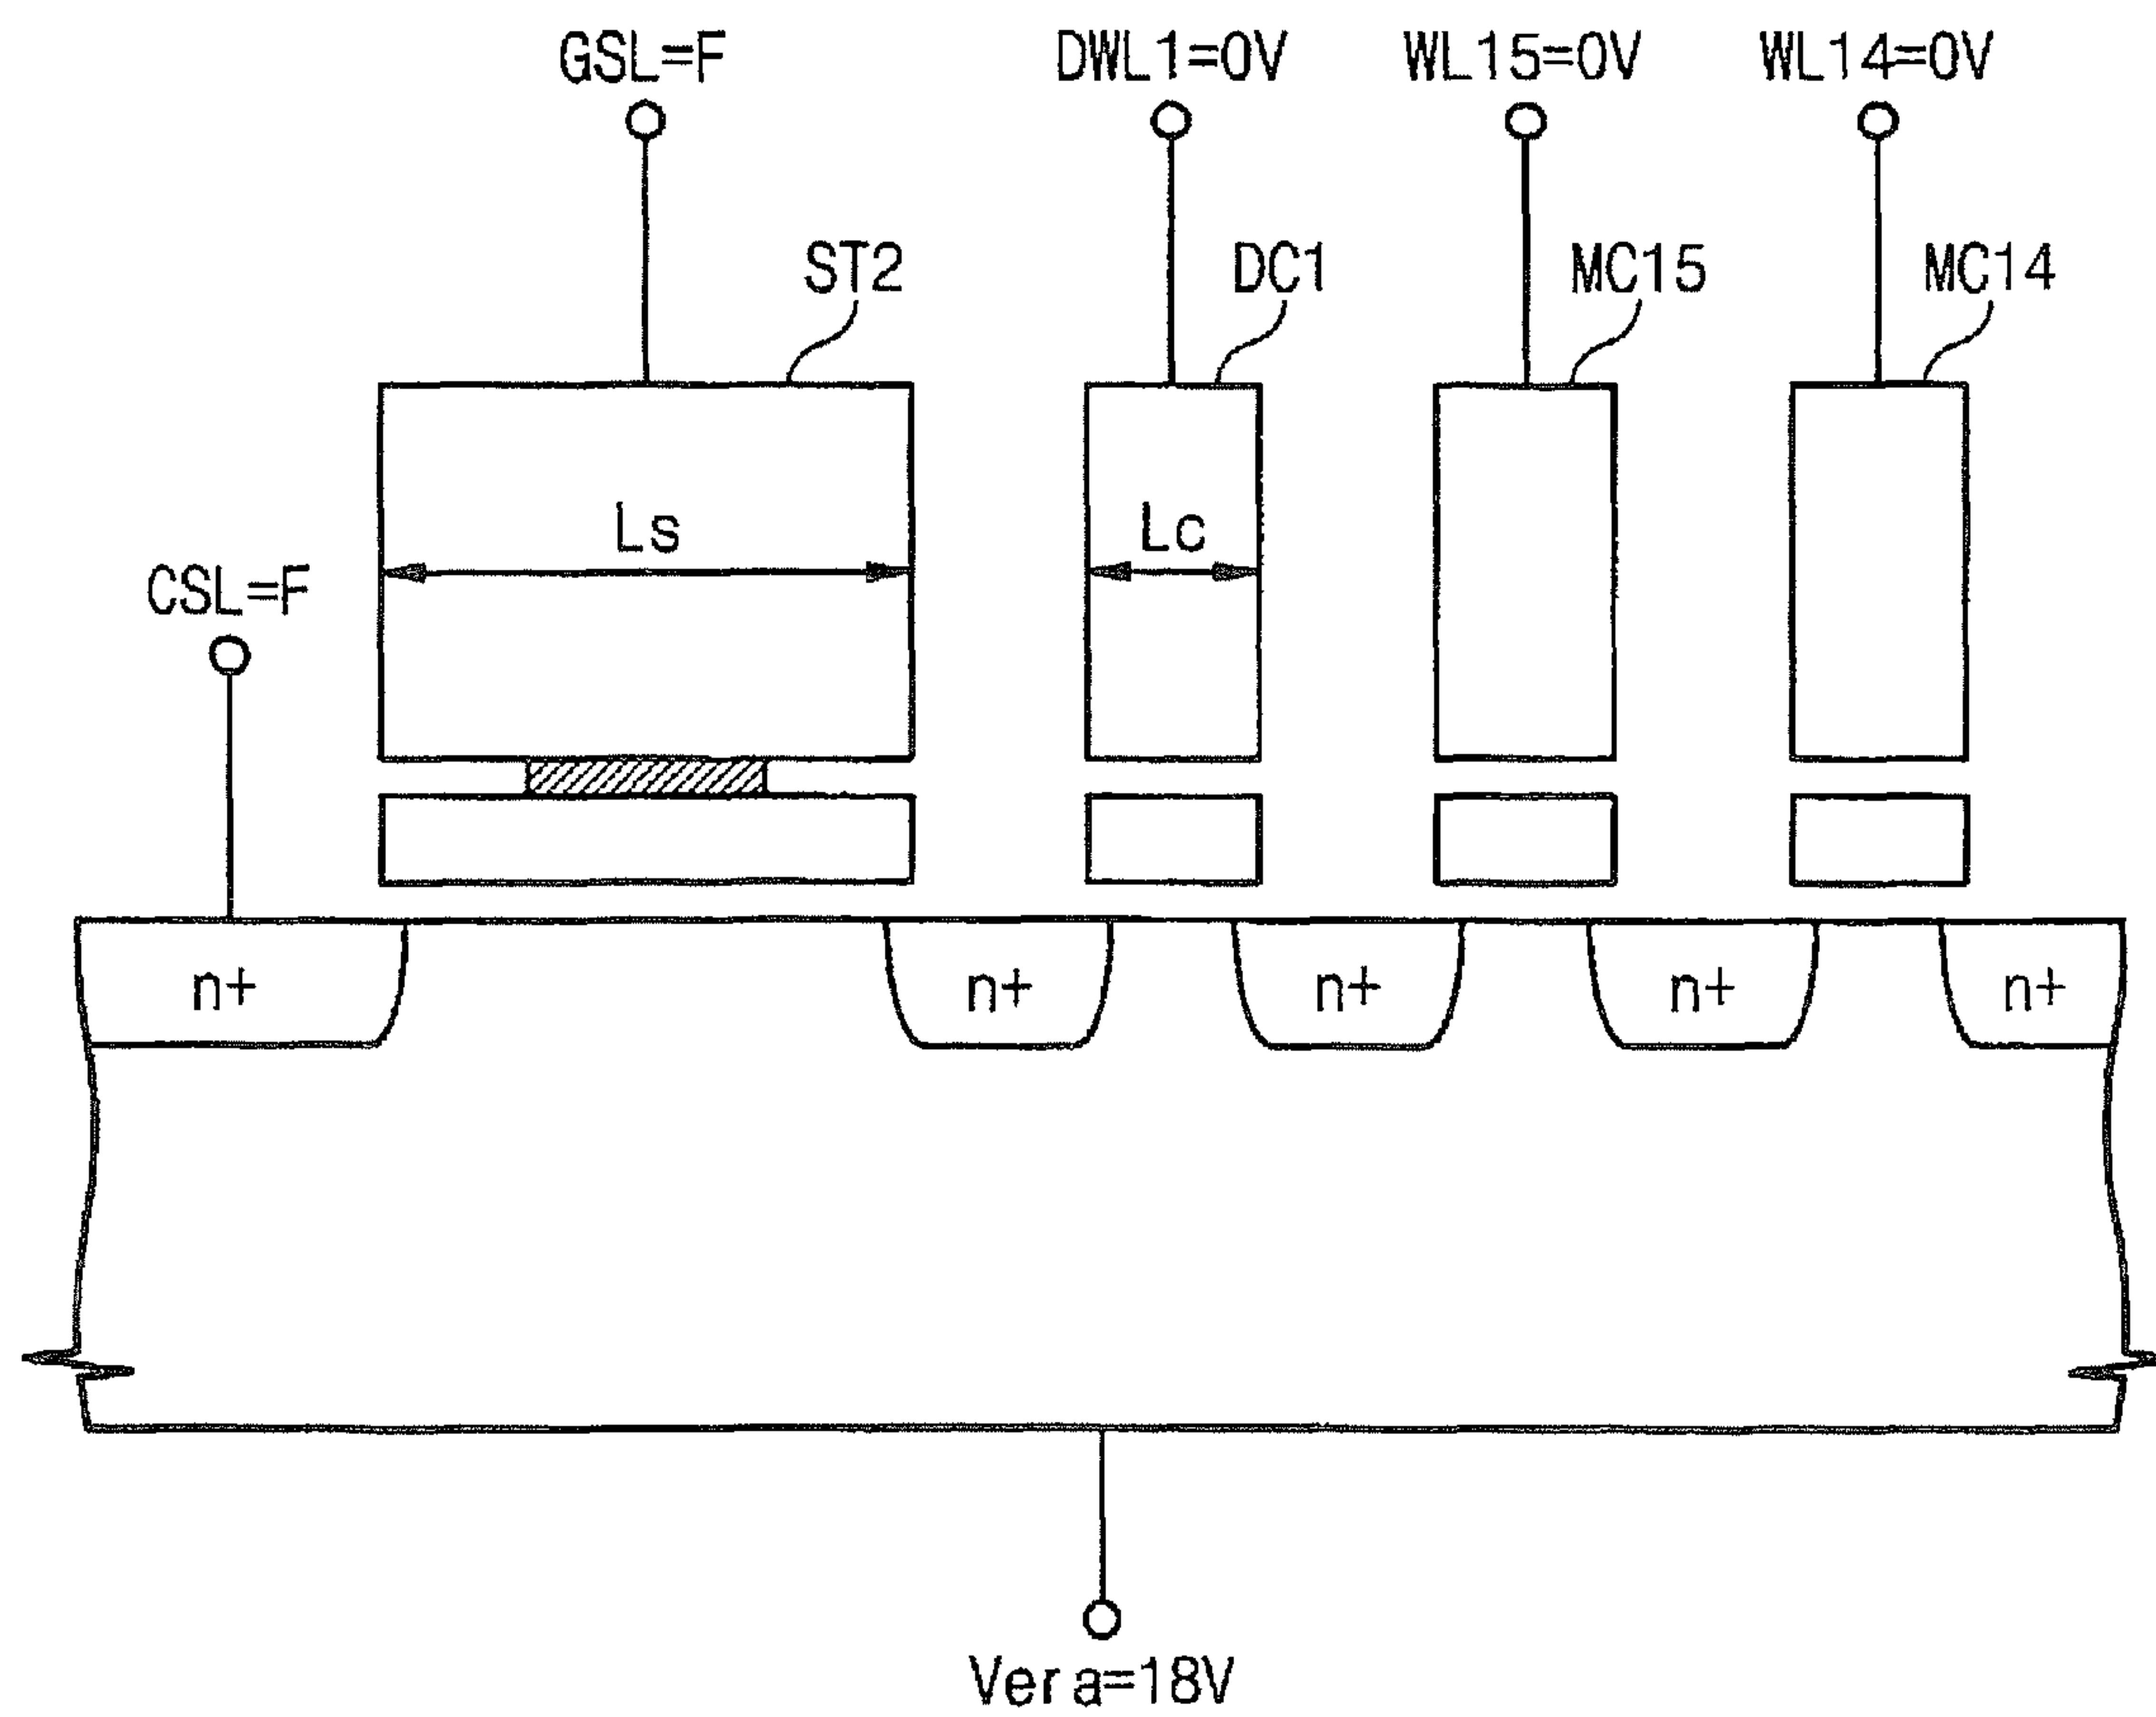 GSL=F DWL1=0V WL15=0V WL14=0V
ST2 DC1 MC15 MC14
Ls Lc
CSL=F
n+ n+ n+ n+ n+
Vera=18V